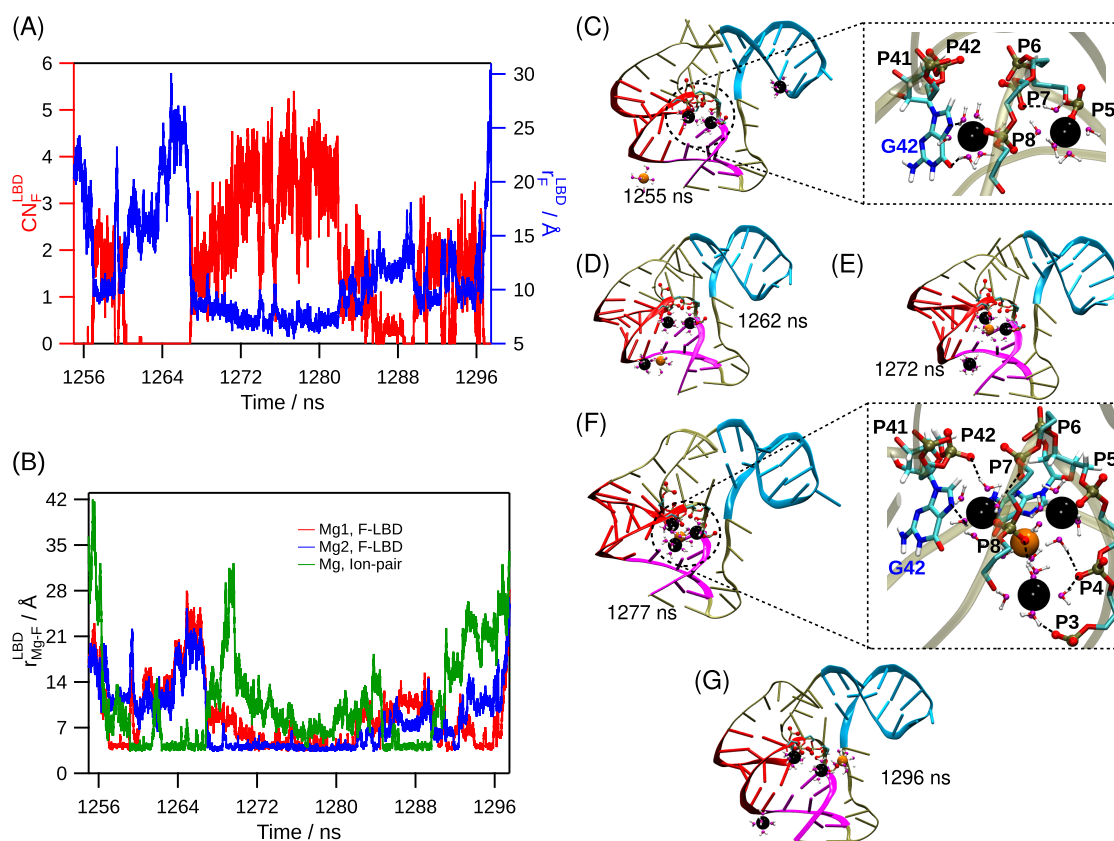 (A)
6
5
4
3
2
1
0
CN_F^LBD
30
25
20
15
10
5
r_F^LBD / Å
1256 1264 1272 1280 1288 1296
Time / ns
(B)
42
35
28
21
14
7
0
r_Mg-F^LBD / Å
Mg1, F-LBD
Mg2, F-LBD
Mg, Ion-pair
1256 1264 1272 1280 1288 1296
Time / ns
(C)
1255 ns
P41
P42
P6
P7
P5
G42
P8
(D)
1262 ns
(E)
1272 ns
(F)
1277 ns
P41
P42
P6
P7
P5
G42
P8
P4
P3
(G)
1296 ns